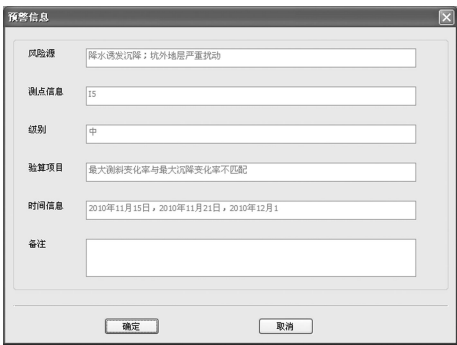 预警信息
风险源 降水诱发沉降；坑外地层严重扰动
测点信息 I5
级别 中
验算项目 最大测斜变化率与最大沉降变化率不匹配
时间信息 2010年11月15日，2010年11月21日，2010年12月1
备注
确定 取消